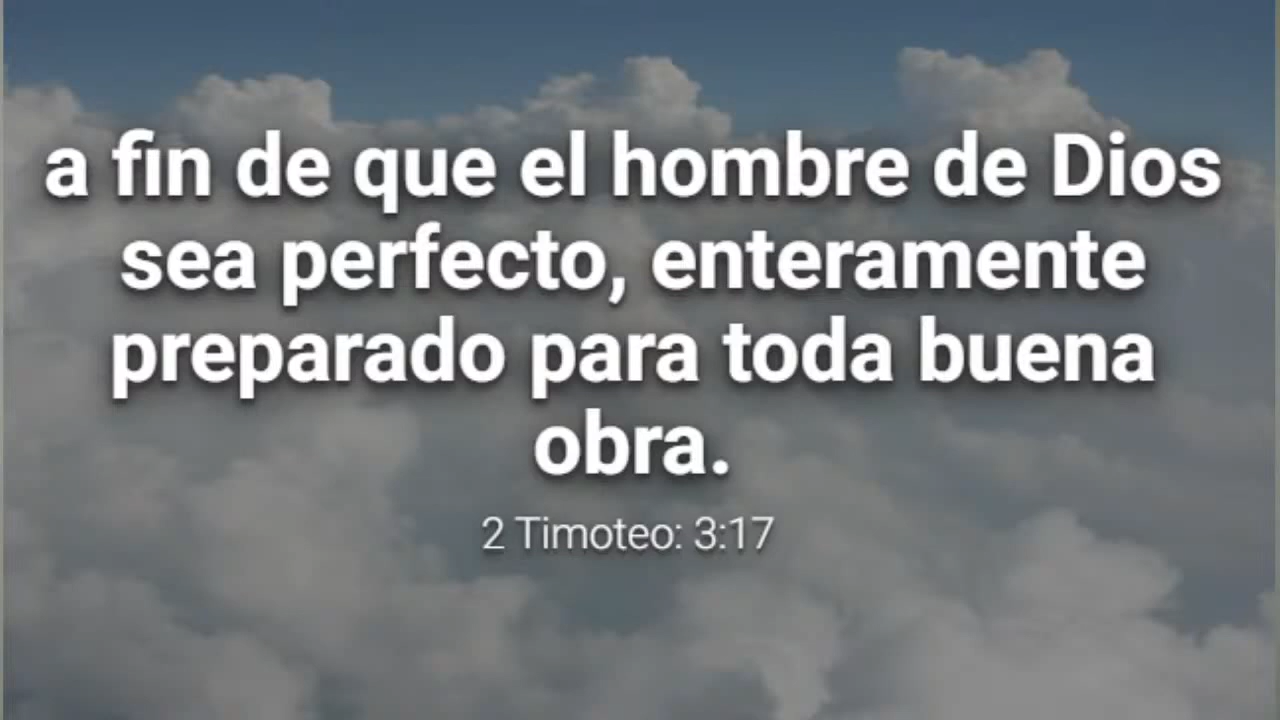 a fin de que el hombre de Dios
sea perfecto, enteramente
preparado para toda buena
obra.
2 Timoteo: 3:17